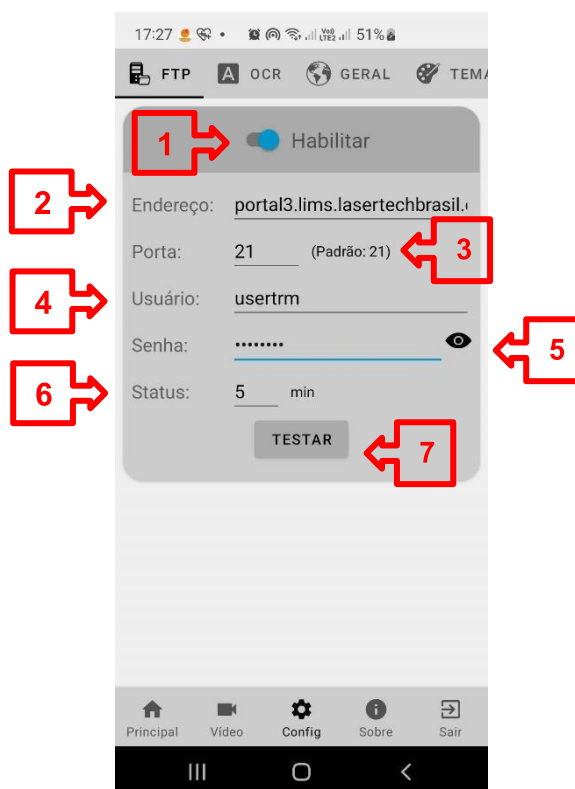 17:27 51%
FTP A OCR GERAL TEMA
1 Habilitar
2 Endereço: portal3.lims.lasertechbrasil.
Porta: 21 (Padrão: 21) 3
4 Usuário: usertrm
Senha: •••••••• 5
6 Status: 5 min
TESTAR 7
Principal Vídeo Config Sobre Sair